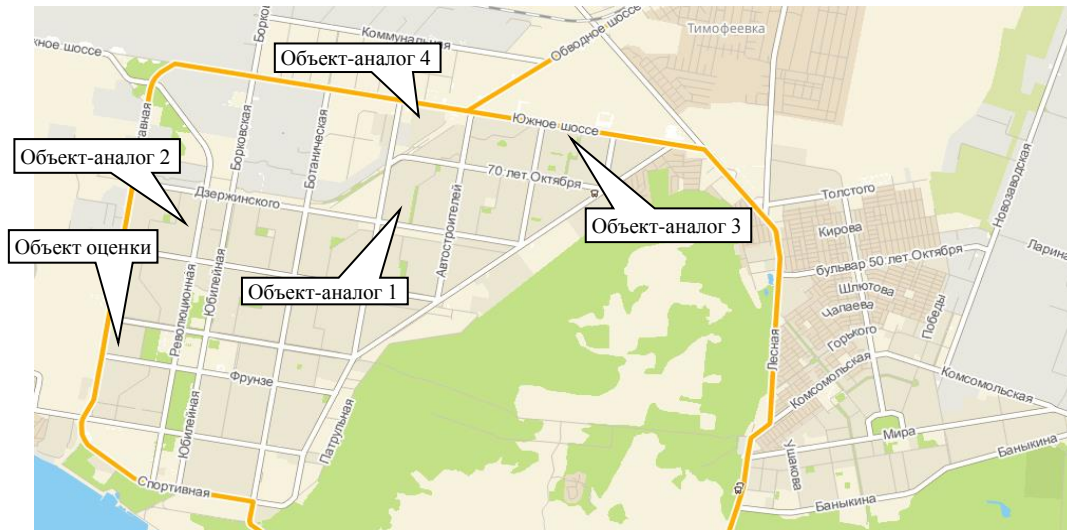 Коммунальная
Обводное шоссе
Тимофеевка
Объект-аналог 4
Южное шоссе
Борковская
Ботаническая
Объект-аналог 2
Дзержинского
70 лет Октября
Автостроителей
Объект-аналог 3
Объект оценки
Объект-аналог 1
Революционная
Юбилейная
Фрунзе
Юбилейная
Патрульная
Спортивная
Толстого
Кирова
бульвар 50 лет Октября
Шлютова
Чапаева
Горького
Победы
Новозаводская
Ларина
Лесная
Комсомольская
Комсомольская
Мира
Ушакова
Баныкина
Баныкина